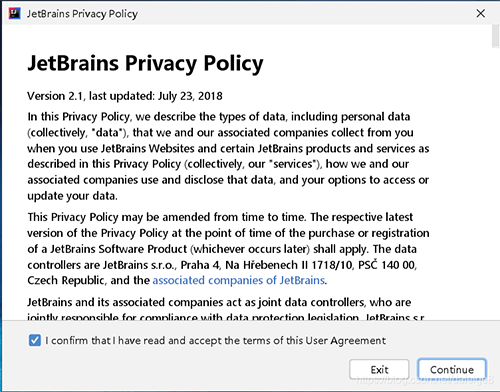 JetBrains Privacy Policy
JetBrains Privacy Policy
Version 2.1, last updated: July 23, 2018
In this Privacy Policy, we describe the types of data, including personal data
(collectively, "data"), that we and our associated companies collect from you
when you use JetBrains Websites and certain JetBrains products and services as
described in this Privacy Policy (collectively, our "services"), how we and our
associated companies use and disclose that data, and your options to access or
update your data.
This Privacy Policy may be amended from time to time. The respective latest
version of the Privacy Policy at the point of time of the purchase or registration
of a JetBrains Software Product (whichever occurs later) shall apply. The data
controllers are JetBrains s.r.o., Praha 4, Na Hřebenech II 1718/10, PSČ 140 00,
Czech Republic, and the associated companies of JetBrains.
JetBrains and its associated companies act as joint data controllers, who are
jointly responsible for compliance with data protection legislation. JetBrains s.r
I confirm that I have read and accept the terms of this User Agreement
Exit
Continue